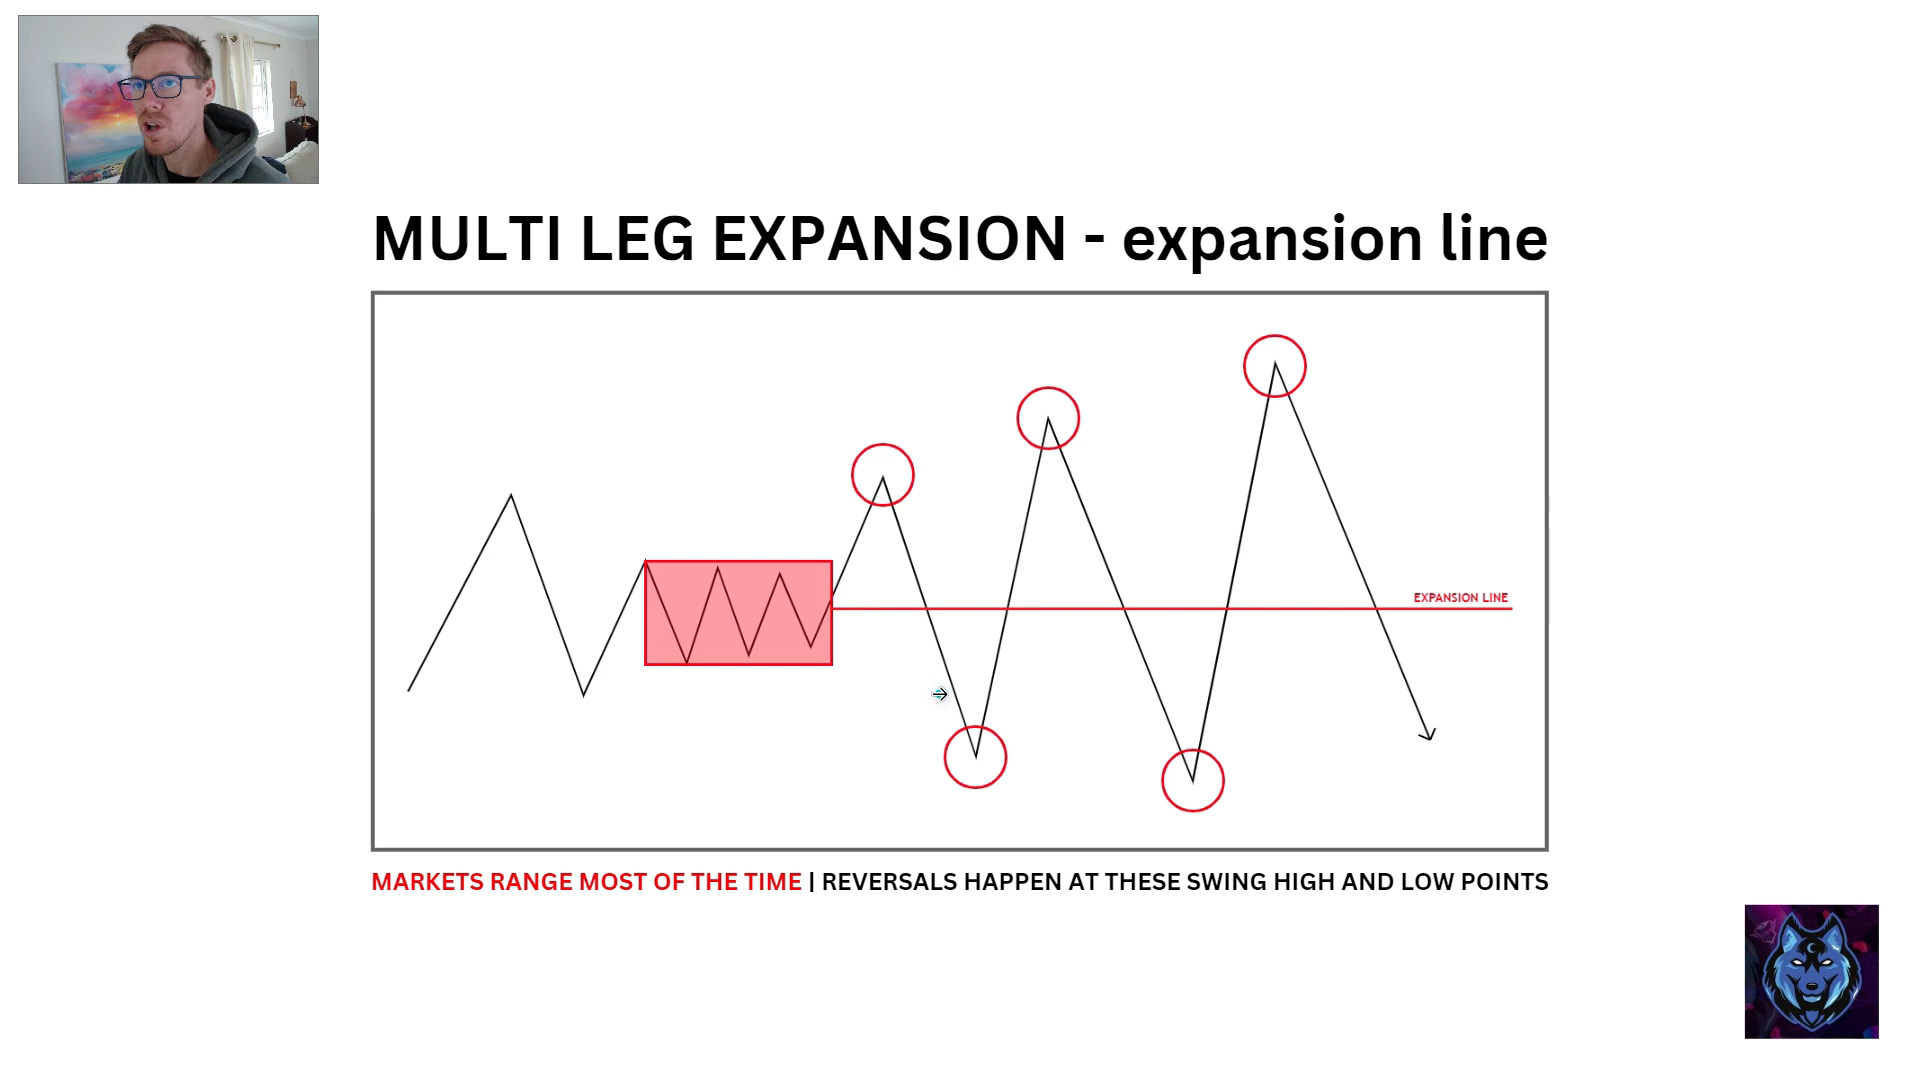 MULTI LEG EXPANSION - expansion line
EXPANSION LINE
MARKETS RANGE MOST OF THE TIME | REVERSALS HAPPEN AT THESE SWING HIGH AND LOW POINTS